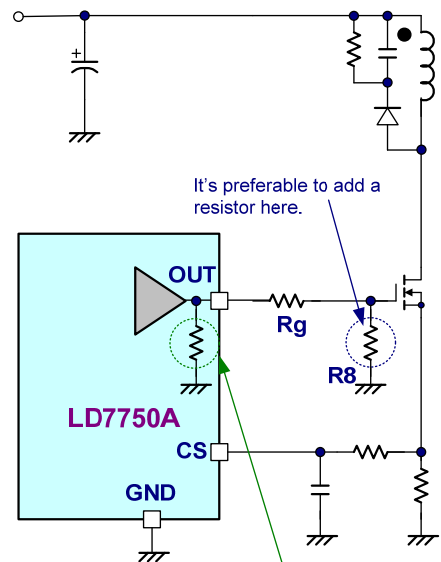 +
It's preferable to add a
resistor here.
OUT
Rg
R8
LD7750A
CS
GND